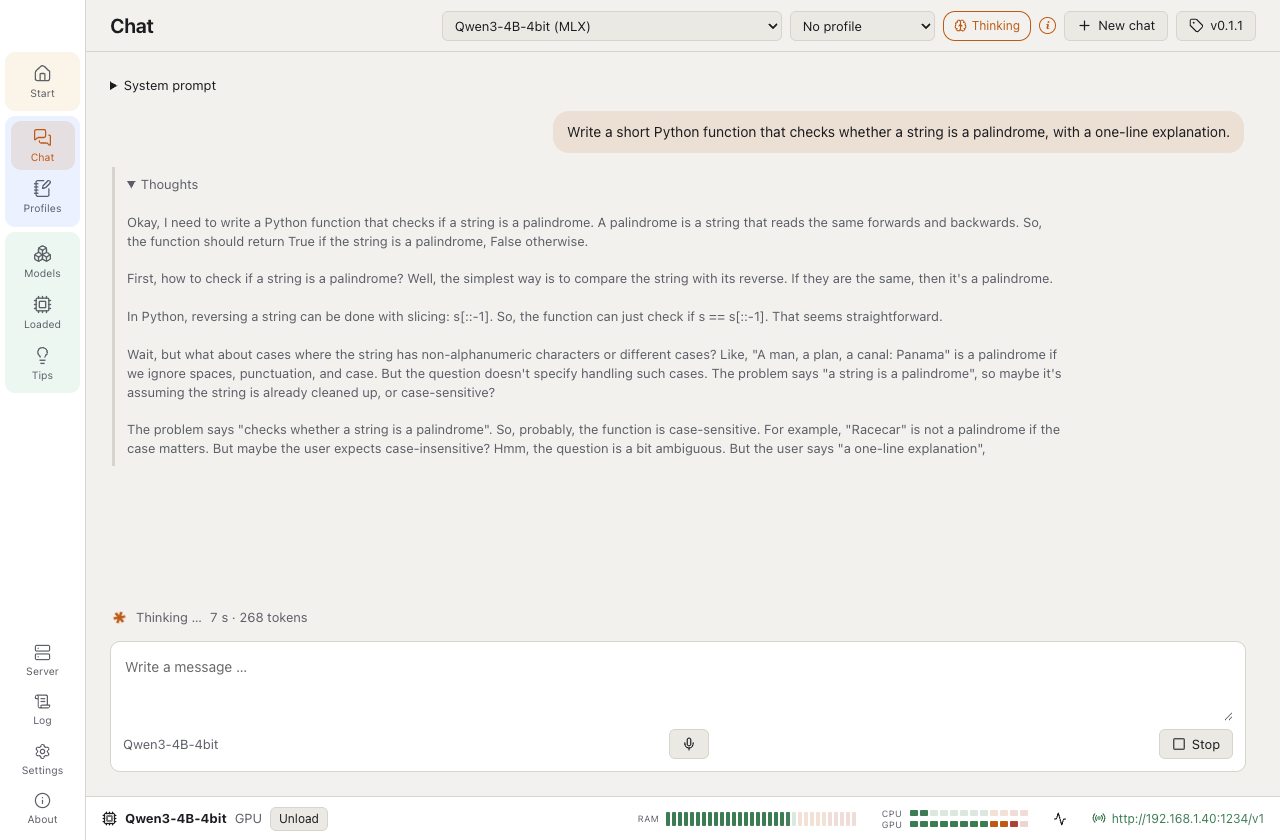 Chat
Qwen3-4B-4bit (MLX)
No profile
Thinking
i
New chat
v0.1.1
Start
Chat
Profiles
Models
Loaded
Tips
Server
Log
Settings
About
System prompt
Write a short Python function that checks whether a string is a palindrome, with a one-line explanation.
Thoughts
Okay, I need to write a Python function that checks if a string is a palindrome. A palindrome is a string that reads the same forwards and backwards. So,
the function should return True if the string is a palindrome, False otherwise.
First, how to check if a string is a palindrome? Well, the simplest way is to compare the string with its reverse. If they are the same, then it's a palindrome.
In Python, reversing a string can be done with slicing: s[::-1]. So, the function can just check if s == s[::-1]. That seems straightforward.
Wait, but what about cases where the string has non-alphanumeric characters or different cases? Like, "A man, a plan, a canal: Panama" is a palindrome if
we ignore spaces, punctuation, and case. But the question doesn't specify handling such cases. The problem says "a string is a palindrome", so maybe it's
assuming the string is already cleaned up, or case-sensitive?
The problem says "checks whether a string is a palindrome". So, probably, the function is case-sensitive. For example, "Racecar" is not a palindrome if the
case matters. But maybe the user expects case-insensitive? Hmm, the question is a bit ambiguous. But the user says "a one-line explanation",
Thinking ... 7 s · 268 tokens
Write a message ...
Qwen3-4B-4bit
Stop
Qwen3-4B-4bit GPU
Unload
RAM
CPU
GPU
http://192.168.1.40:1234/v1